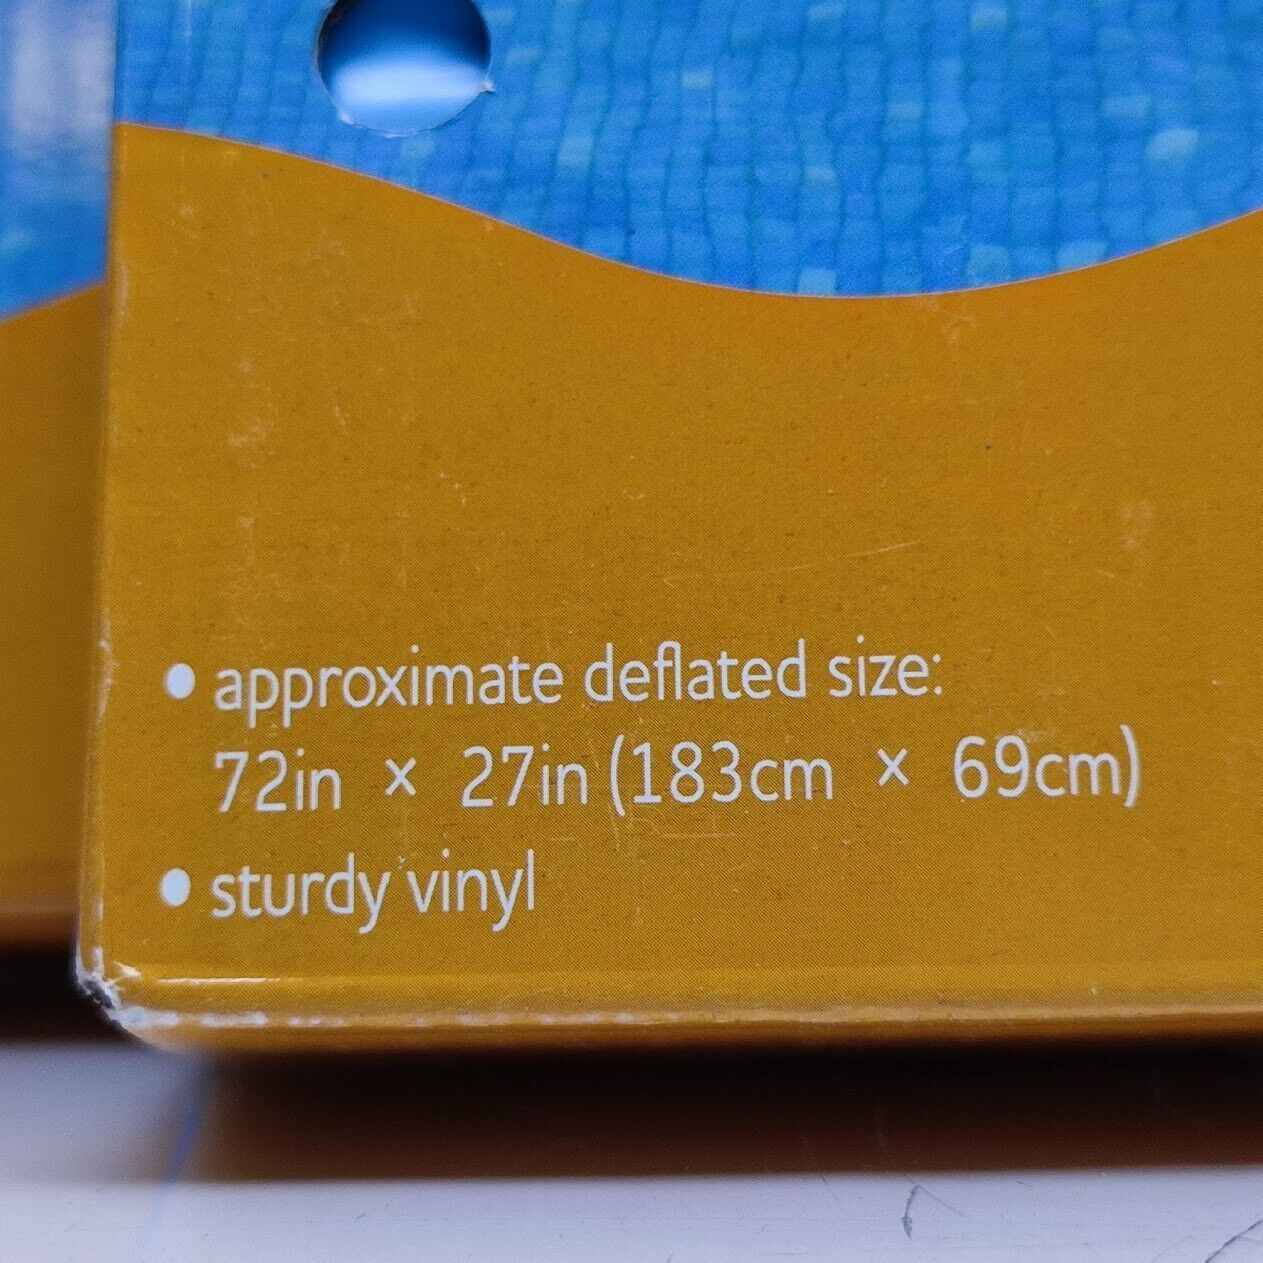 • approximate deflated size:
72in × 27in (183cm × 69cm)
• sturdy vinyl